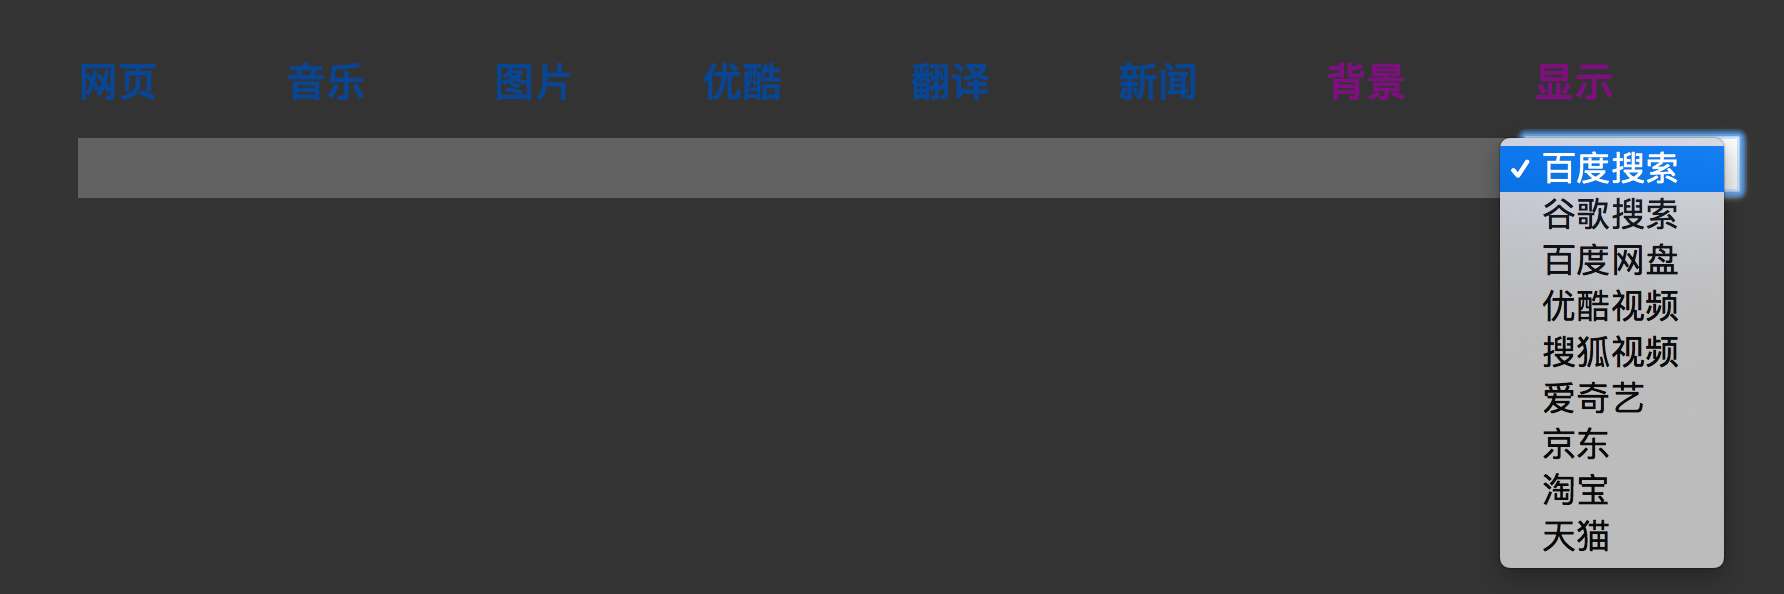 网页 音乐 图片 优酷 翻译 新闻 背景 显示
✓ 百度搜索
谷歌搜索
百度网盘
优酷视频
搜狐视频
爱奇艺
京东
淘宝
天猫